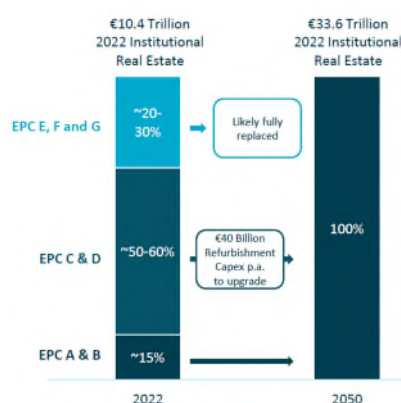 €10.4 Trillion
2022 Institutional
Real Estate
€33.6 Trillion
2022 Institutional
Real Estate
EPC E, F and G
~20-
30%
Likely fully
replaced
EPC C & D
~50-60%
€40 Billion
Refurbishment
Capex p.a.
to upgrade
100%
EPC A & B
~15%
2022
2050